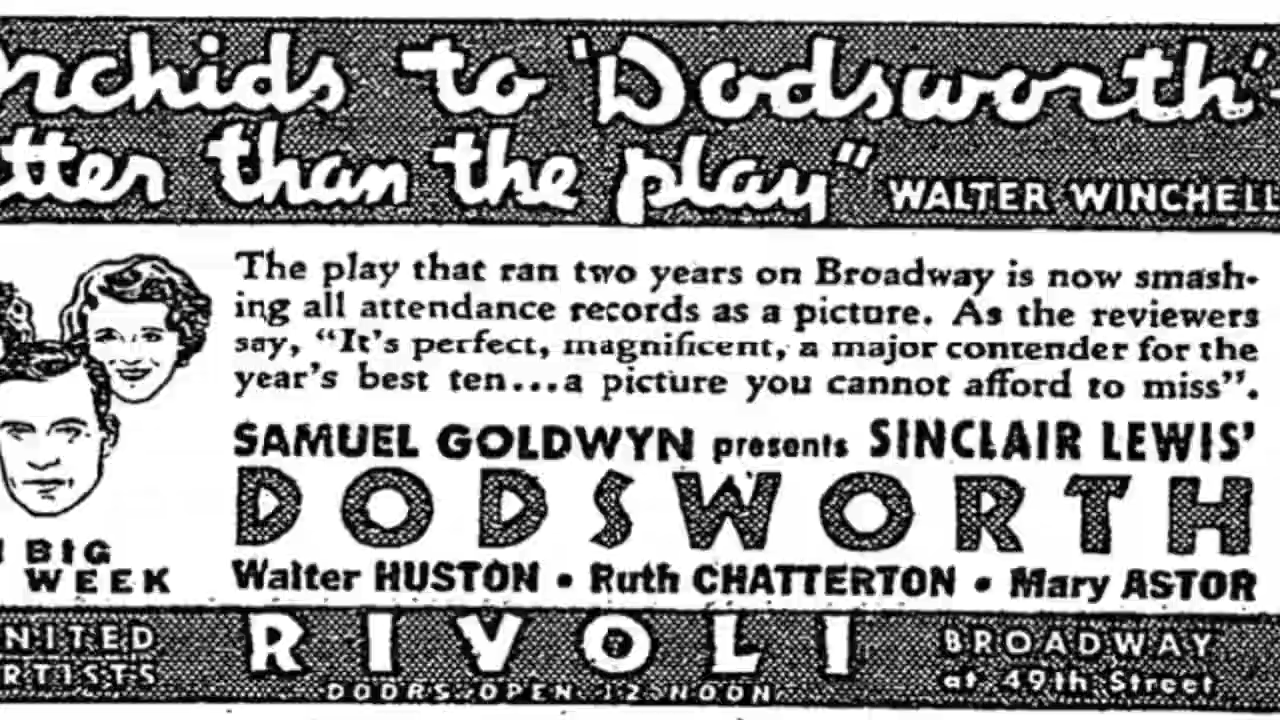 rchids to 'Dodsworth'-
tter than the play" WALTER WINCHELL
The play that ran two years on Broadway is now smash-
ing all attendance records as a picture. As the reviewers
say, "It's perfect, magnificent, a major contender for the
year's best ten...a picture you cannot afford to miss".
SAMUEL GOLDWYN presents SINCLAIR LEWIS'
DODSWORTH
BIG
WEEK
Walter HUSTON • Ruth CHATTERTON • Mary ASTOR
NITED
RTISTS
RIVOLI
DOORS OPEN 12 NOON
BROADWAY
at 49th Street